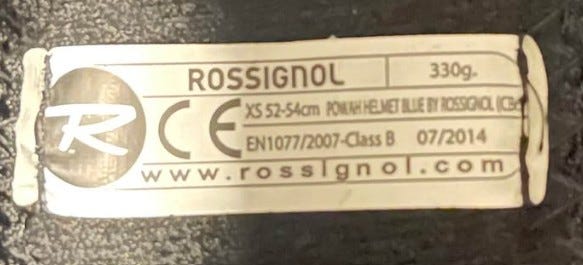 ROSSIGNOL
330g.
R
CE
XS 52-54cm POWAH HELMET BLUE BY ROSSIGNOL
EN1077/2007-Class B 07/2014
www.rossignol.com